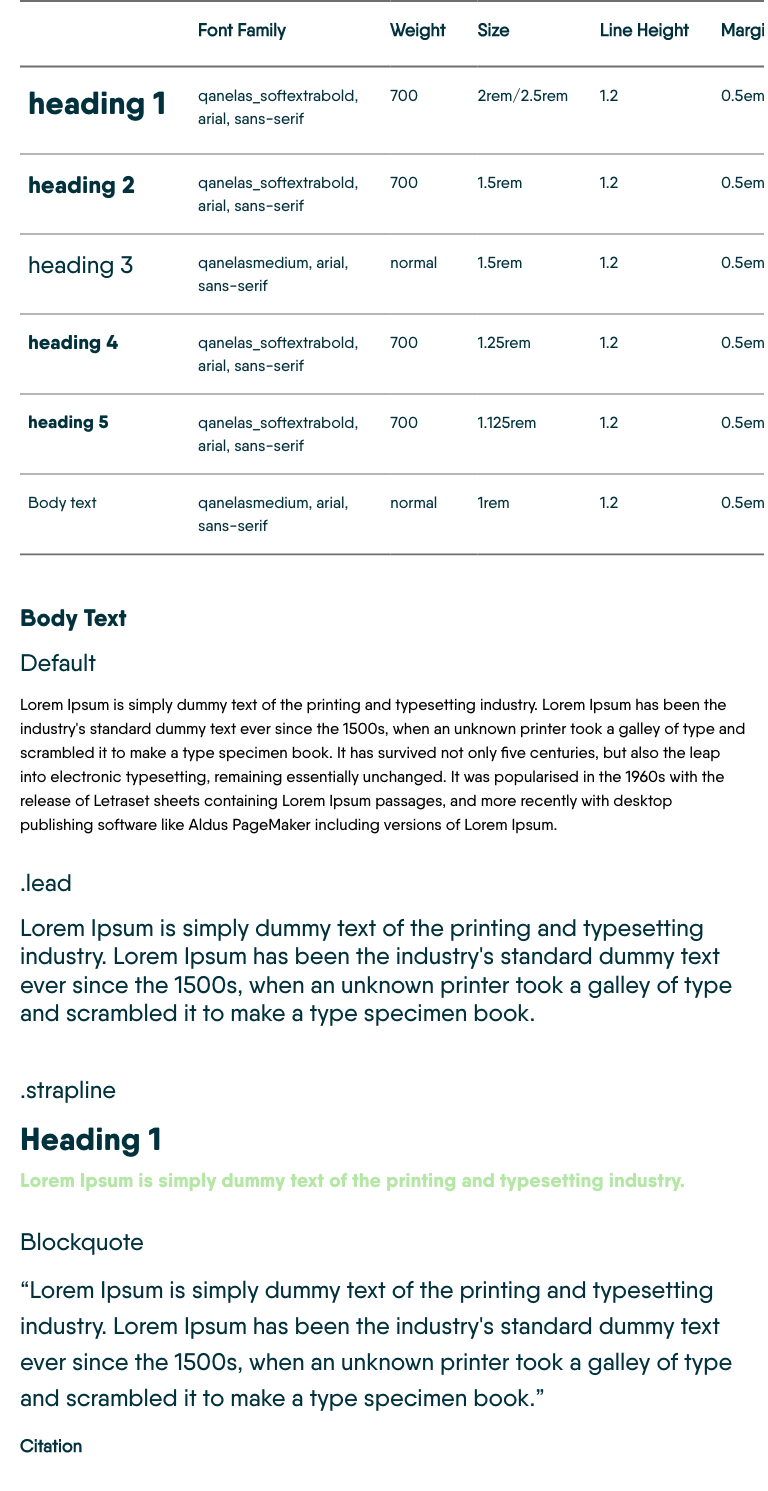 Font Family Weight Size Line Height Margi
heading 1 qanelas_softextrabold, 700 2rem/2.5rem 1.2 0.5em
arial, sans-serif
heading 2 qanelas_softextrabold, 700 1.5rem 1.2 0.5em
arial, sans-serif
heading 3 qanelasmedium, arial, normal 1.5rem 1.2 0.5em
sans-serif
heading 4 qanelas_softextrabold, 700 1.25rem 1.2 0.5em
arial, sans-serif
heading 5 qanelas_softextrabold, 700 1.125rem 1.2 0.5em
arial, sans-serif
Body text qanelasmedium, arial, normal 1rem 1.2 0.5em
sans-serif
Body Text
Default
Lorem Ipsum is simply dummy text of the printing and typesetting industry. Lorem Ipsum has been the
industry's standard dummy text ever since the 1500s, when an unknown printer took a galley of type and
scrambled it to make a type specimen book. It has survived not only five centuries, but also the leap
into electronic typesetting, remaining essentially unchanged. It was popularised in the 1960s with the
release of Letraset sheets containing Lorem Ipsum passages, and more recently with desktop
publishing software like Aldus PageMaker including versions of Lorem Ipsum.
.lead
Lorem Ipsum is simply dummy text of the printing and typesetting
industry. Lorem Ipsum has been the industry's standard dummy text
ever since the 1500s, when an unknown printer took a galley of type
and scrambled it to make a type specimen book.
.strapline
Heading 1
Lorem Ipsum is simply dummy text of the printing and typesetting industry.
Blockquote
“Lorem Ipsum is simply dummy text of the printing and typesetting
industry. Lorem Ipsum has been the industry's standard dummy text
ever since the 1500s, when an unknown printer took a galley of type
and scrambled it to make a type specimen book.”
Citation